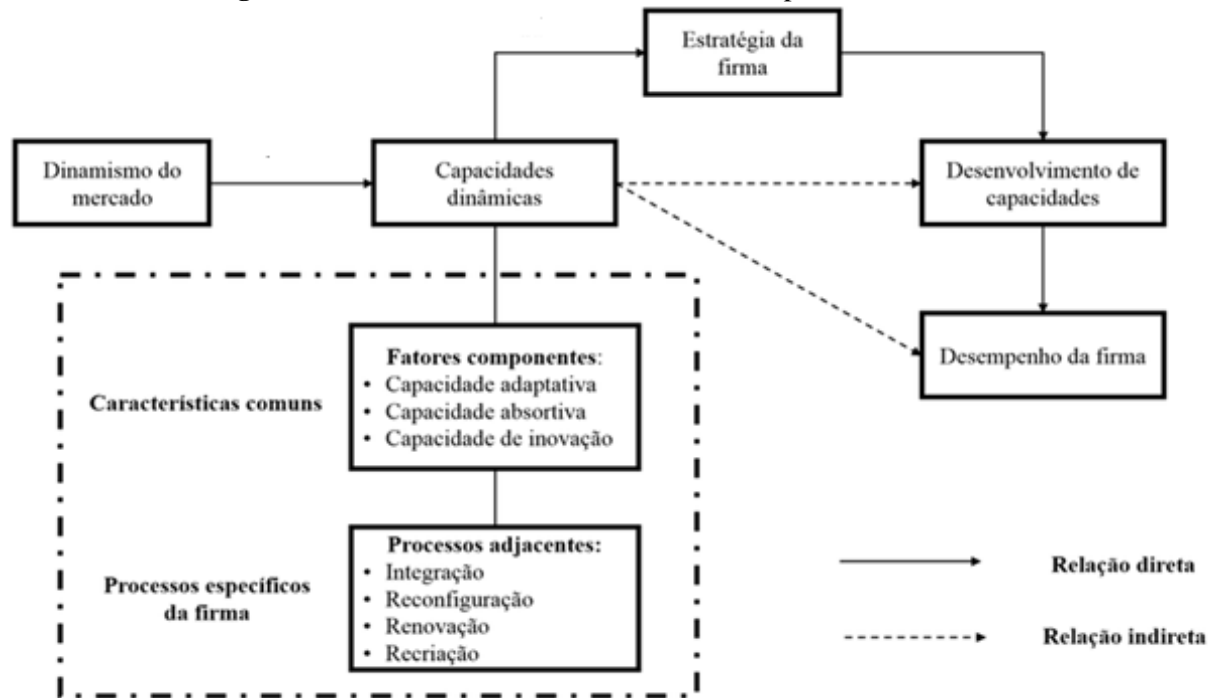 Estratégia da
firma
Dinamismo do
mercado
Capacidades
dinâmicas
Desenvolvimento de
capacidades
Desempenho da firma
Características comuns
Fatores componentes:
• Capacidade adaptativa
• Capacidade absortiva
• Capacidade de inovação
Processos específicos
da firma
Processos adjacentes:
• Integração
• Reconfiguração
• Renovação
• Recriação
Relação direta
Relação indireta